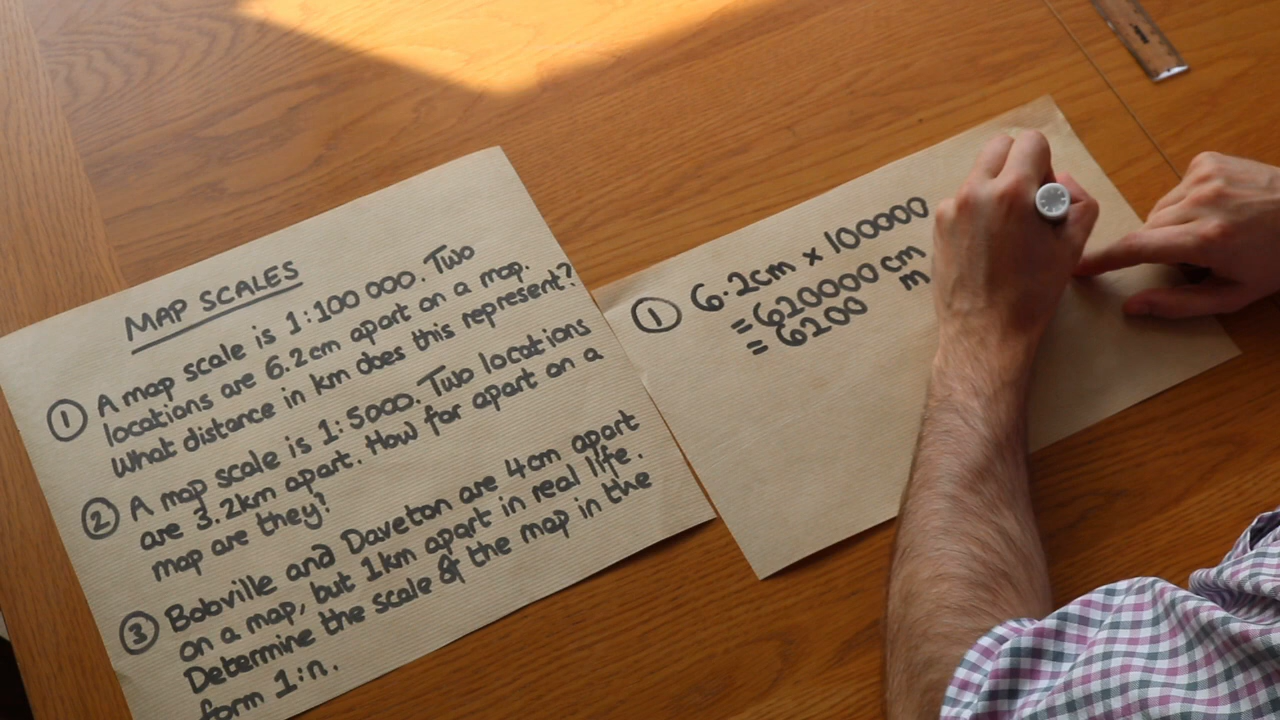 MAP SCALES
① A map scale is 1:100 000. Two
locations are 6.2cm apart on a map.
What distance in km does this represent?
② A map scale is 1:5000. Two locations
are 3.2km apart. How far apart on a
map are they?
③ Bobville and Daveton are 4cm apart
on a map, but 1km apart in real life.
Determine the scale of the map in the
form 1:n.
① 6.2cm × 100000
= 620000 cm
= 6200 m